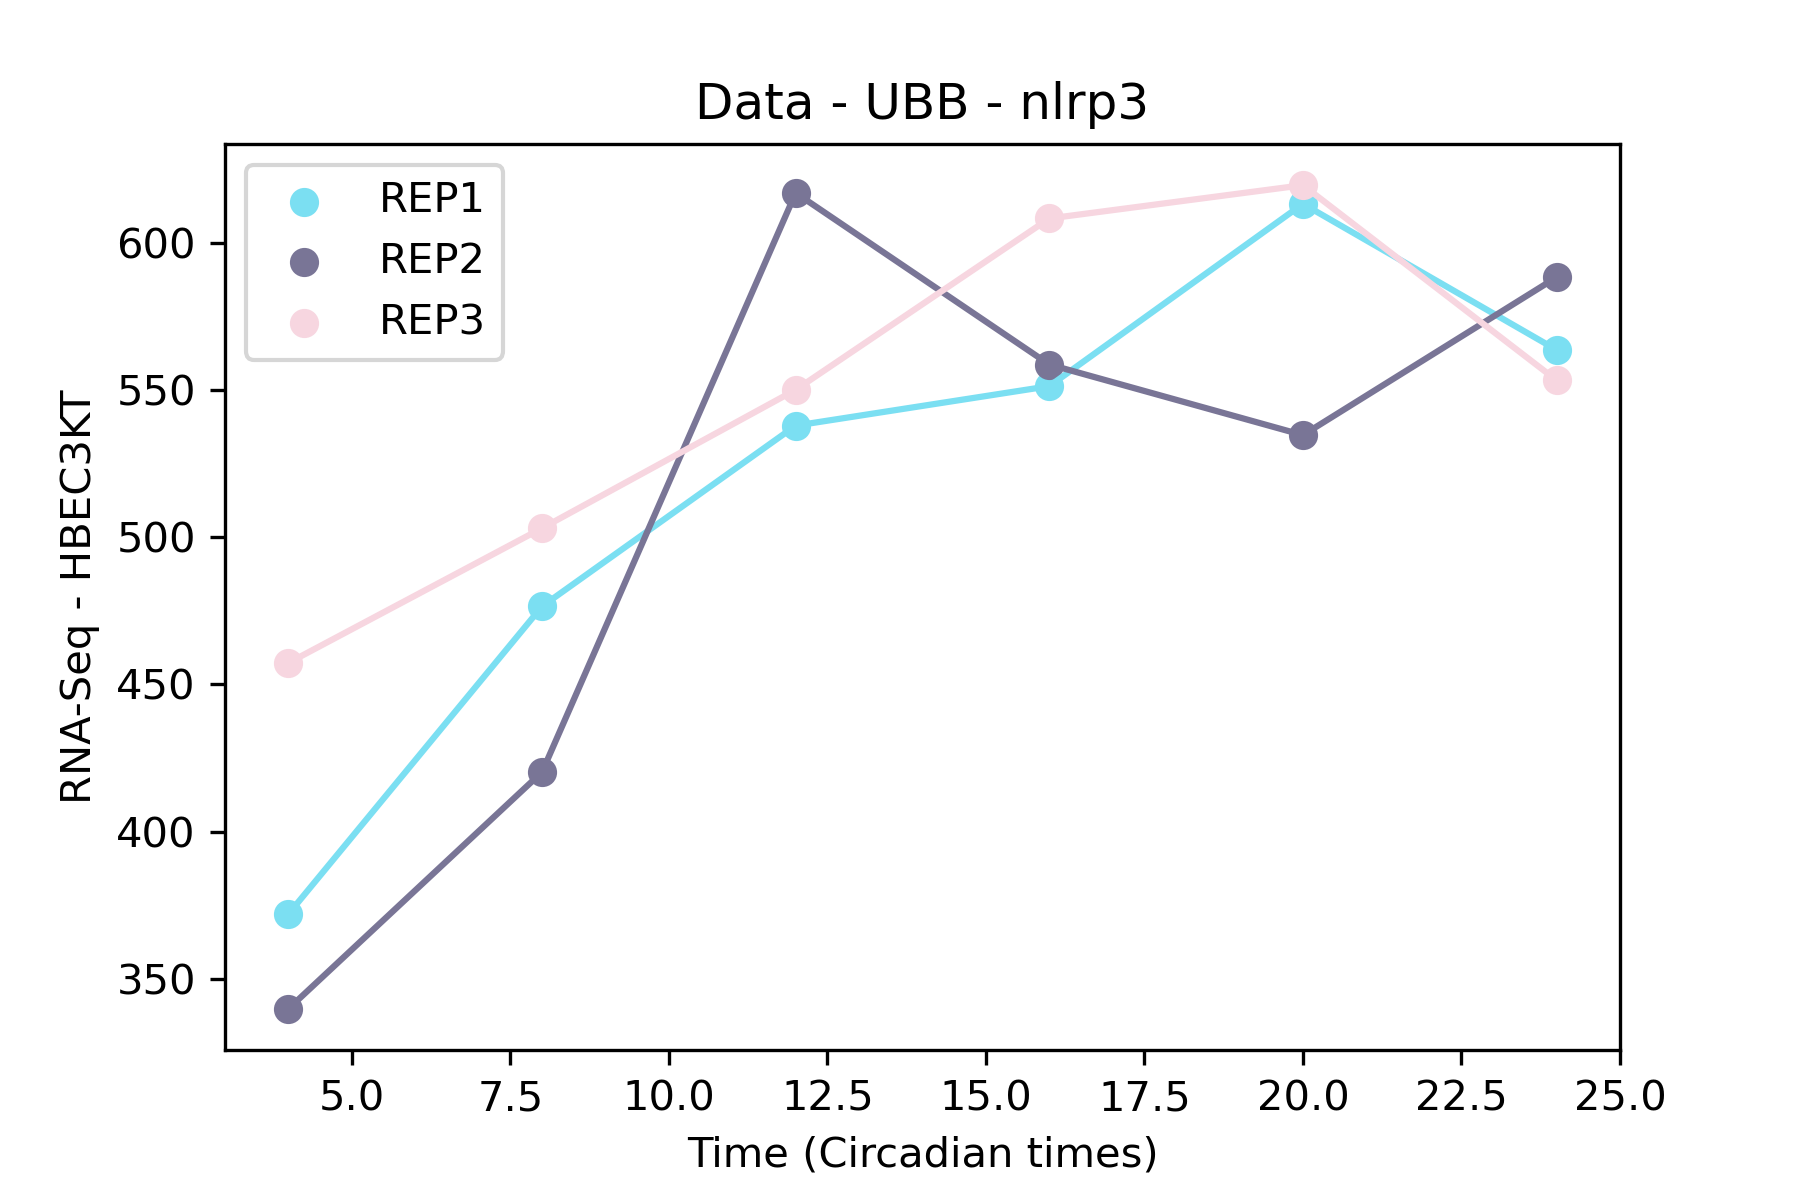 Data - UBB - nlrp3
REP1
REP2
REP3
RNA-Seq - HBEC3KT
600
550
500
450
400
350
5.0 7.5 10.0 12.5 15.0 17.5 20.0 22.5 25.0
Time (Circadian times)